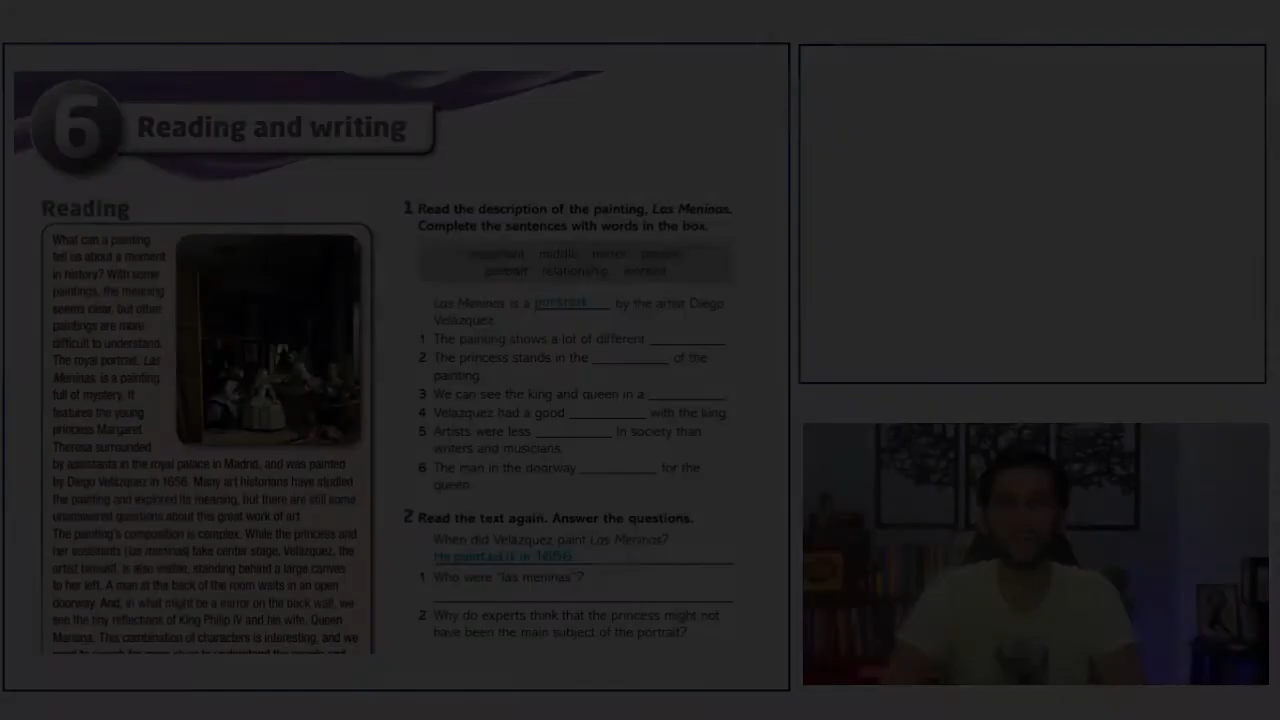 6
Reading and writing
Reading
What can a painting
tell us about a moment
in history? With some
paintings, the meaning
seems clear, but other
paintings are more
difficult to understand.
The royal portrait, Las
Meninas is a painting
full of mystery. It
features the young
princess Margaret
Theresa surrounded
by assistants in the royal palace in Madrid, and was painted
by Diego Velázquez in 1656. Many art historians have studied
the painting and explored its meaning, but there are still some
unanswered questions about this great work of art.
The painting's composition is complex. While the princess and
her assistants (las meninas) take center stage, Velázquez, the
artist himself, is also visible, standing behind a large canvas
to her left. A man at the back of the room waits in an open
doorway. And, in what might be a mirror on the back wall, we
see the tiny reflections of King Philip IV and his wife, Queen
Mariana. This combination of characters is interesting, and we
1 Read the description of the painting, Las Meninas.
Complete the sentences with words in the box.
important middle mirror people
portrait relationship worked
Las Meninas is a portrait by the artist Diego
Velázquez.
1 The painting shows a lot of different
2 The princess stands in the ________ of the
painting.
3 We can see the king and queen in a ________.
4 Velázquez had a good ________ with the king.
5 Artists were less ________ in society than
writers and musicians.
6 The man in the doorway ________ for the
queen.
2 Read the text again. Answer the questions.
When did Velázquez paint Las Meninas?
He painted it in 1656.
1 Who were "las meninas"?
2 Why do experts think that the princess might not
have been the main subject of the portrait?